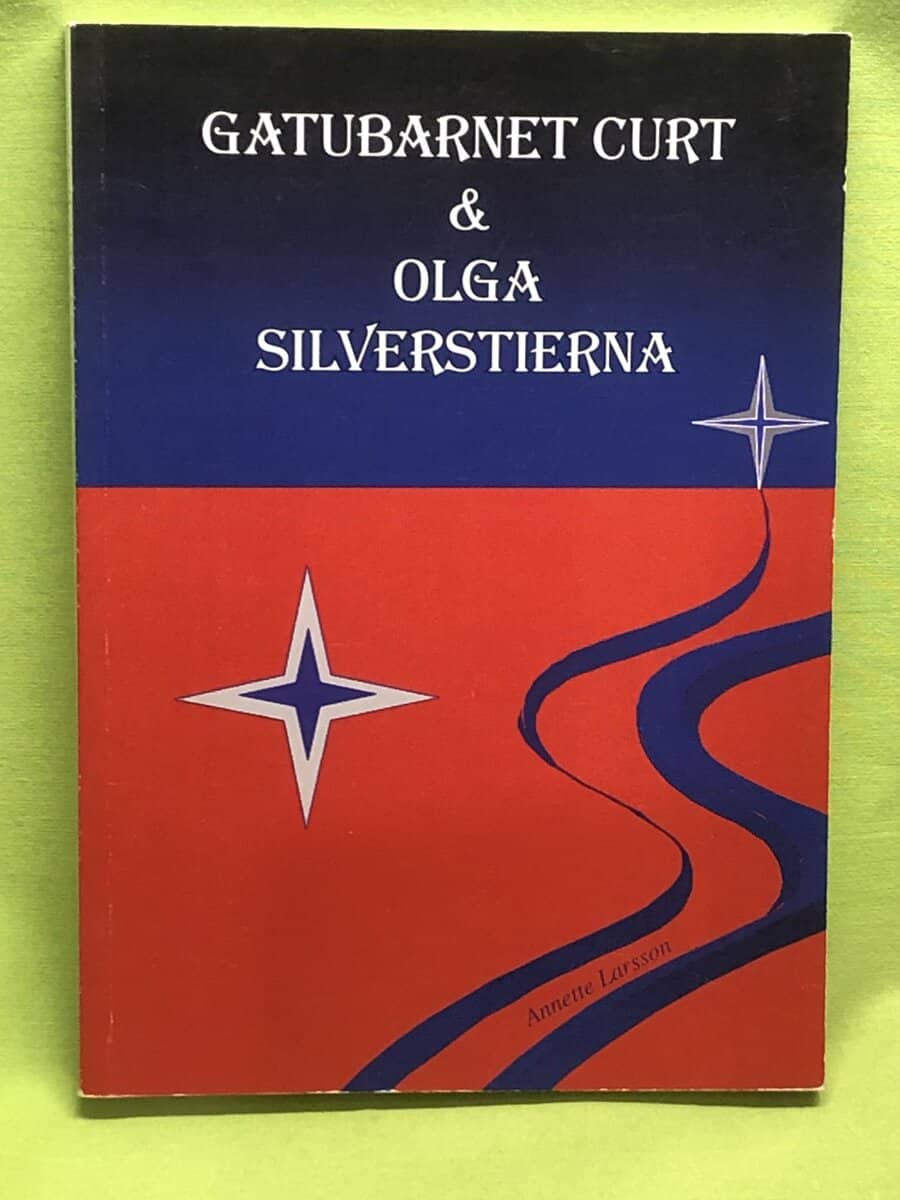 GATUBARNET CURT
&
OLGA
SILVERSTIERNA
Annette Larsson